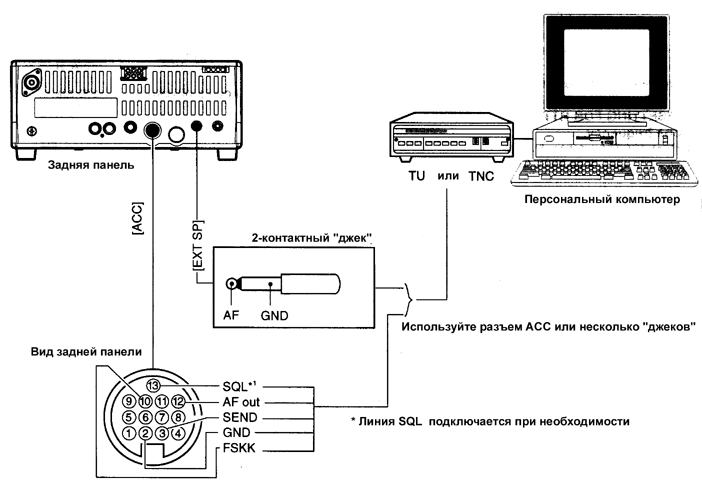 Задняя панель
TU или TNC
Персональный компьютер
[ACC]
[EXT SP]
2-контактный "джек"
AF GND
Используйте разъем ACC или несколько "джеков"
Вид задней панели
13
SQL*1
9 10 11 12
AF out
5 6 7 8
SEND
1 2 3 4
GND
FSKK
* Линия SQL подключается при необходимости